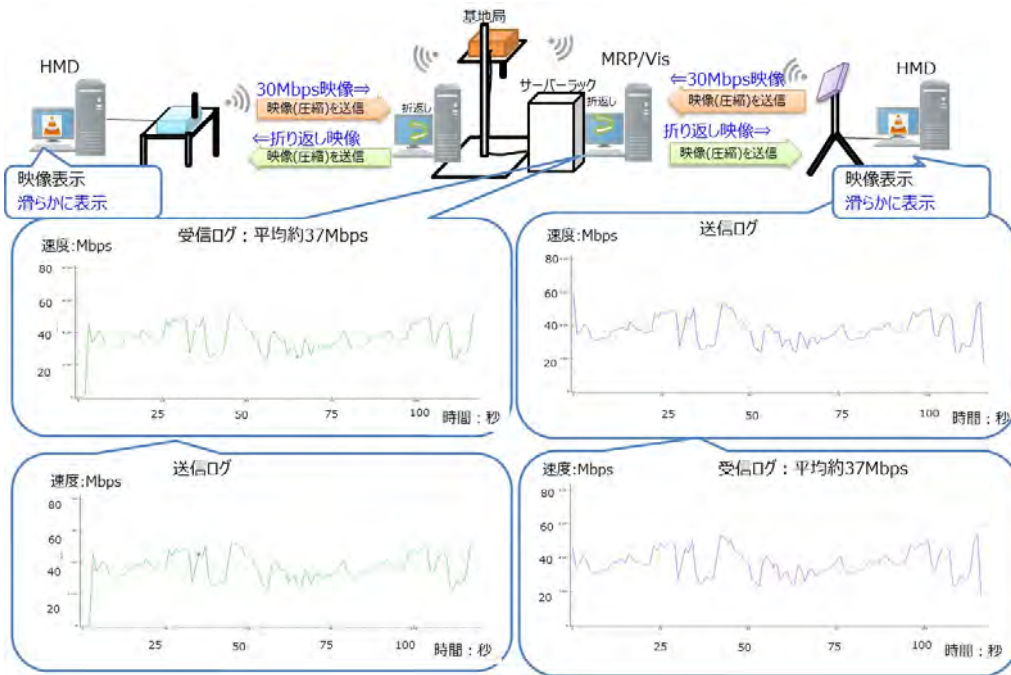 基地局
HMD
MRP/Vis
HMD
サーバーラック
30Mbps映像⇒
映像(圧縮)を送信
折返し
折返し
⇐30Mbps映像
映像(圧縮)を送信
⇐折り返し映像
映像(圧縮)を送信
折り返し映像⇒
映像(圧縮)を送信
映像表示
滑らかに表示
映像表示
滑らかに表示
受信ログ：平均約37Mbps
速度:Mbps
80
60
40
20
25
50
75
100
時間：秒
送信ログ
速度:Mbps
80
60
40
20
25
50
75
100
時間：秒
送信ログ
速度:Mbps
80
60
40
20
25
50
75
100
時間：秒
受信ログ：平均約37Mbps
速度:Mbps
80
60
40
20
25
50
75
100
時間：秒